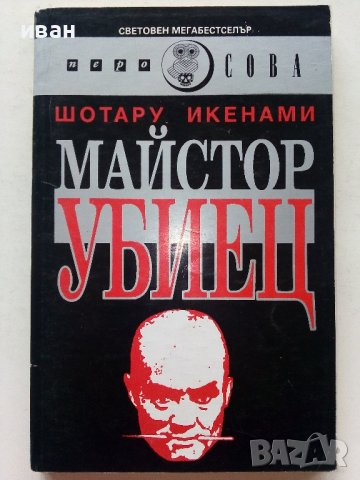 иван
СВЕТОВЕН МЕГАБЕСТСЕЛЪР
перо СОВА
ШОТАРУ ИКЕНАМИ
МАЙСТОР
УБИЕЦ
BAZAR